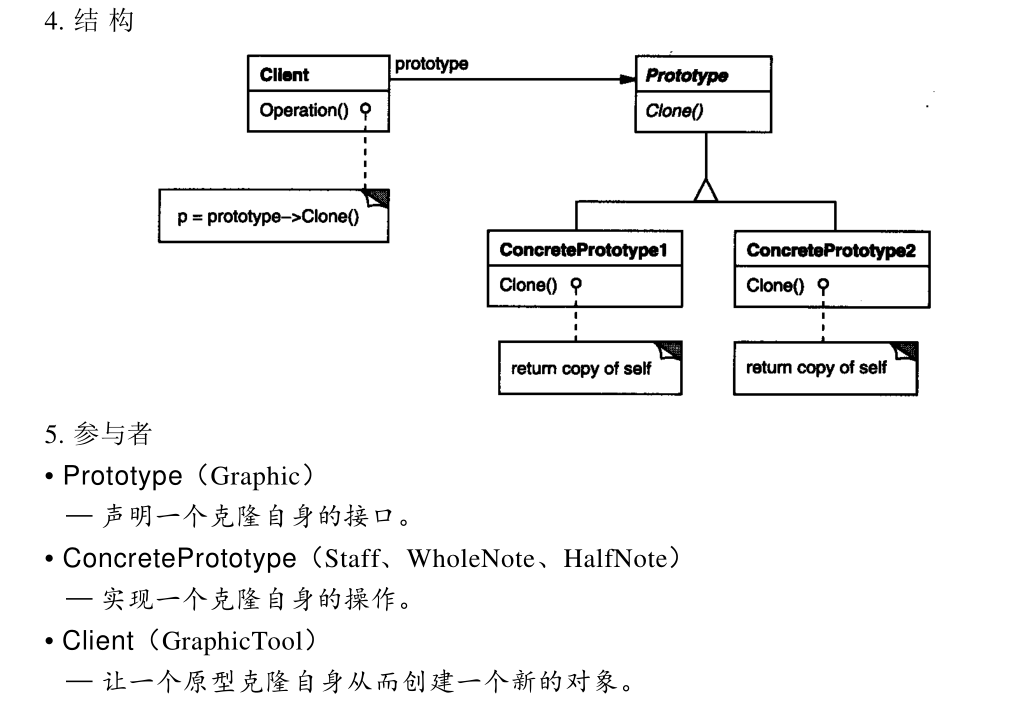 4. 结 构
Client
Operation()
prototype
Prototype
Clone()
p = prototype–>Clone()
ConcretePrototype1
Clone()
ConcretePrototype2
Clone()
return copy of self
return copy of self
5. 参与者
• Prototype（Graphic）
— 声明一个克隆自身的接口。
• ConcretePrototype（Staff、WholeNote、HalfNote）
— 实现一个克隆自身的操作。
• Client（GraphicTool）
— 让一个原型克隆自身从而创建一个新的对象。